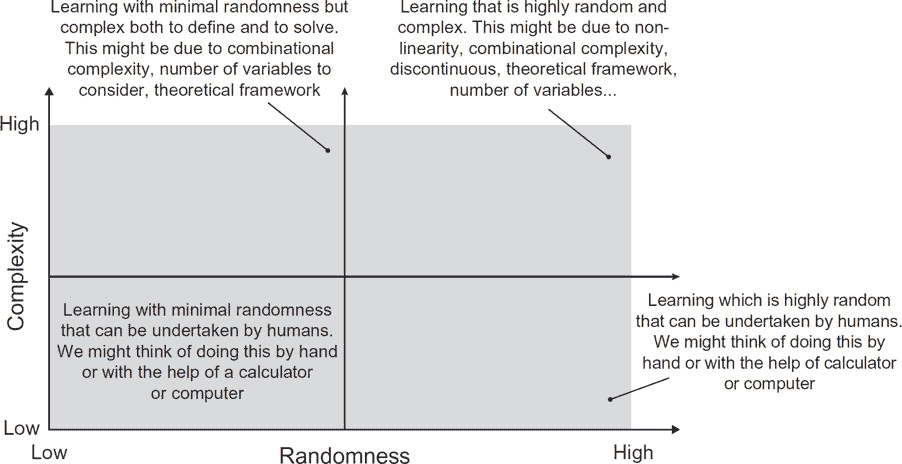 Learning with minimal randomness but
complex both to define and to solve.
This might be due to combinational
complexity, number of variables to
consider, theoretical framework
Learning that is highly random and
complex. This might be due to non-
linearity, combinational complexity,
discontinuous, theoretical framework,
number of variables...
High
Complexity
Learning with minimal randomness
that can be undertaken by humans.
We might think of doing this by hand
or with the help of a calculator
or computer
Learning which is highly random
that can be undertaken by humans.
We might think of doing this by
hand or with the help of calculator
or computer
Low
Low
Randomness
High